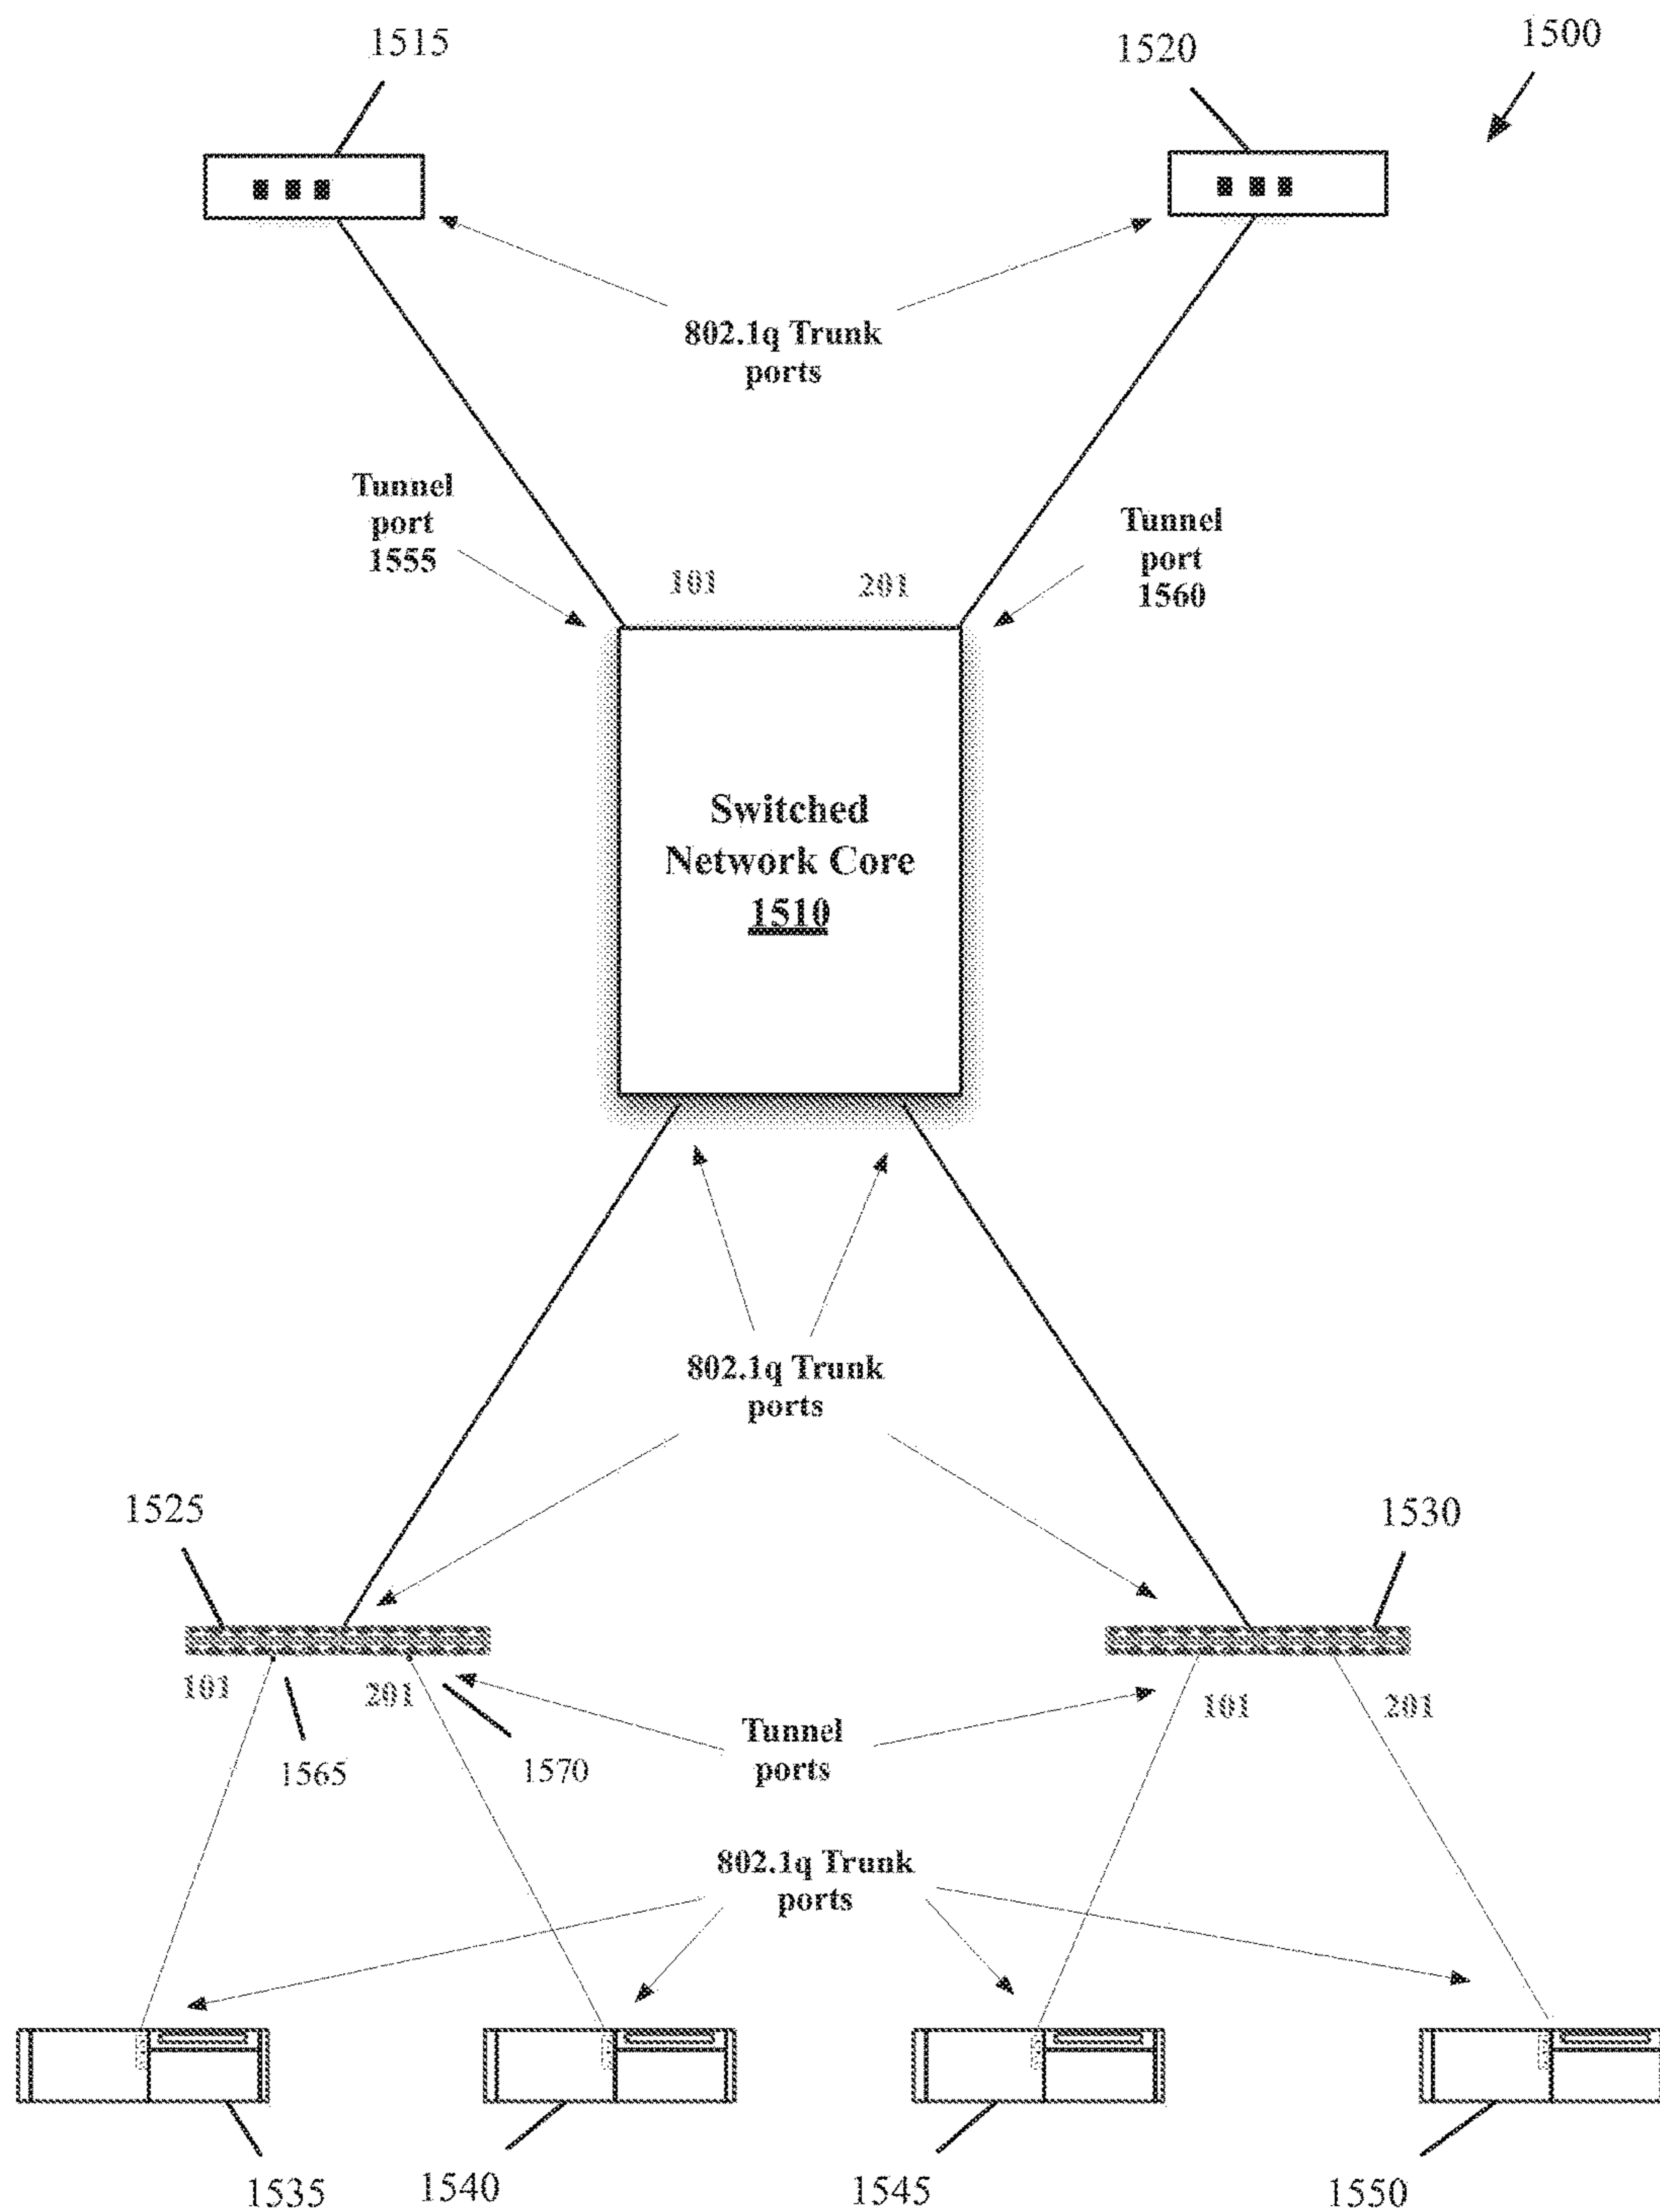 1515
1520
1500
802.1q Trunk
ports
Tunnel
port
1555
Tunnel
port
1560
101
201
Switched
Network Core
1510
802.1q Trunk
ports
1525
1530
101
201
1565
1570
Tunnel
ports
101
201
802.1q Trunk
ports
1535
1540
1545
1550